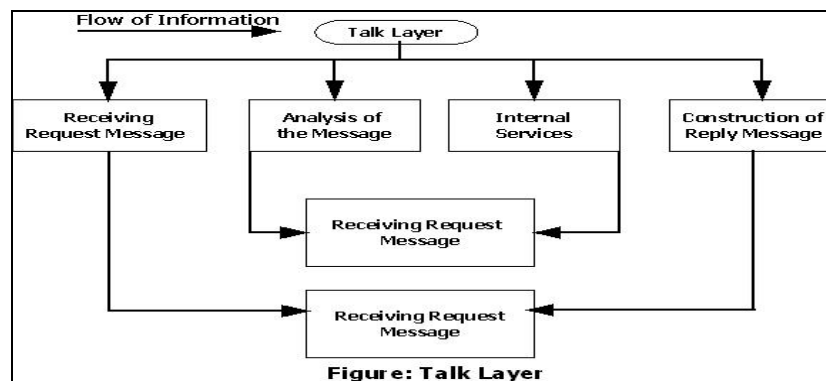 Flow of Information
Talk Layer
Receiving
Request Message
Analysis of
the Message
Internal
Services
Construction of
Reply Message
Receiving Request
Message
Receiving Request
Message
Figure: Talk Layer